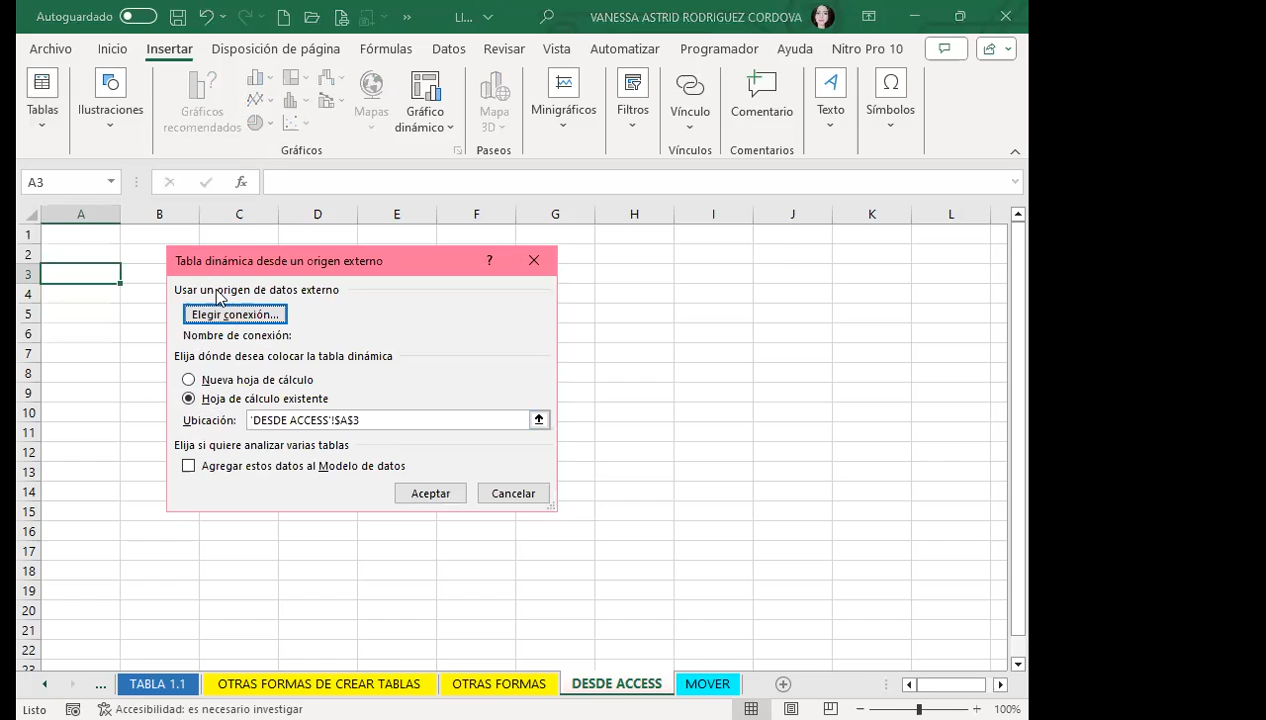 Autoguardado
LI...
VANESSA ASTRID RODRIGUEZ CORDOVA
Archivo
Inicio
Insertar
Disposición de página
Fórmulas
Datos
Revisar
Vista
Automatizar
Programador
Ayuda
Nitro Pro 10
Tablas
Ilustraciones
Gráficos
recomendados
Mapas
Gráfico
dinámico
Mapa
3D
Minigráficos
Filtros
Vínculo
Comentario
Texto
Símbolos
Gráficos
Paseos
Vínculos
Comentarios
A3
fx
A B C D E F G H I J K L
1
2
3
4
5
6
7
8
9
10
11
12
13
14
15
16
17
18
19
20
21
22
23
Tabla dinámica desde un origen externo
?
Usar un origen de datos externo
Elegir conexión...
Nombre de conexión:
Elija dónde desea colocar la tabla dinámica
Nueva hoja de cálculo
Hoja de cálculo existente
Ubicación: 'DESDE ACCESS'!$A$3
Elija si quiere analizar varias tablas
Agregar estos datos al Modelo de datos
Aceptar
Cancelar
...
TABLA 1.1
OTRAS FORMAS DE CREAR TABLAS
OTRAS FORMAS
DESDE ACCESS
MOVER
Listo
Accesibilidad: es necesario investigar
100%